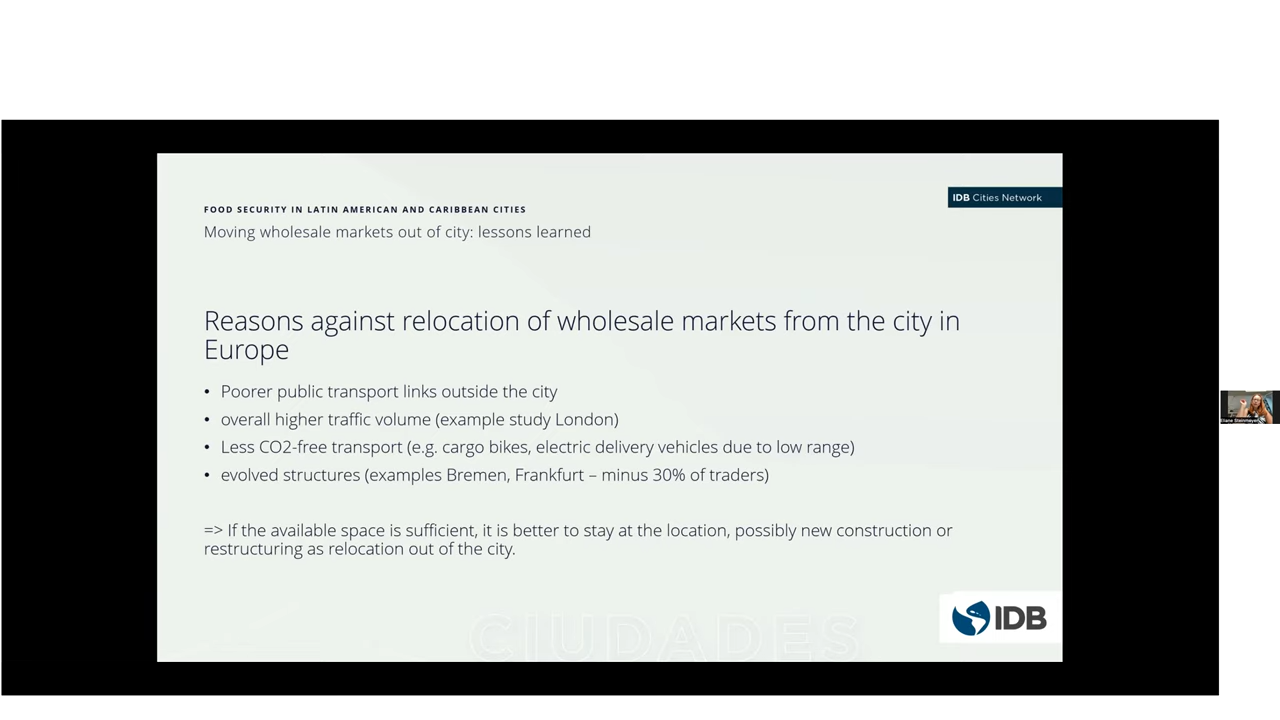 IDB Cities Network
FOOD SECURITY IN LATIN AMERICAN AND CARIBBEAN CITIES
Moving wholesale markets out of city: lessons learned
Reasons against relocation of wholesale markets from the city in
Europe
• Poorer public transport links outside the city
• overall higher traffic volume (example study London)
• Less CO2-free transport (e.g. cargo bikes, electric delivery vehicles due to low range)
• evolved structures (examples Bremen, Frankfurt – minus 30% of traders)
=> If the available space is sufficient, it is better to stay at the location, possibly new construction or
restructuring as relocation out of the city.
IDB
CIUDADES